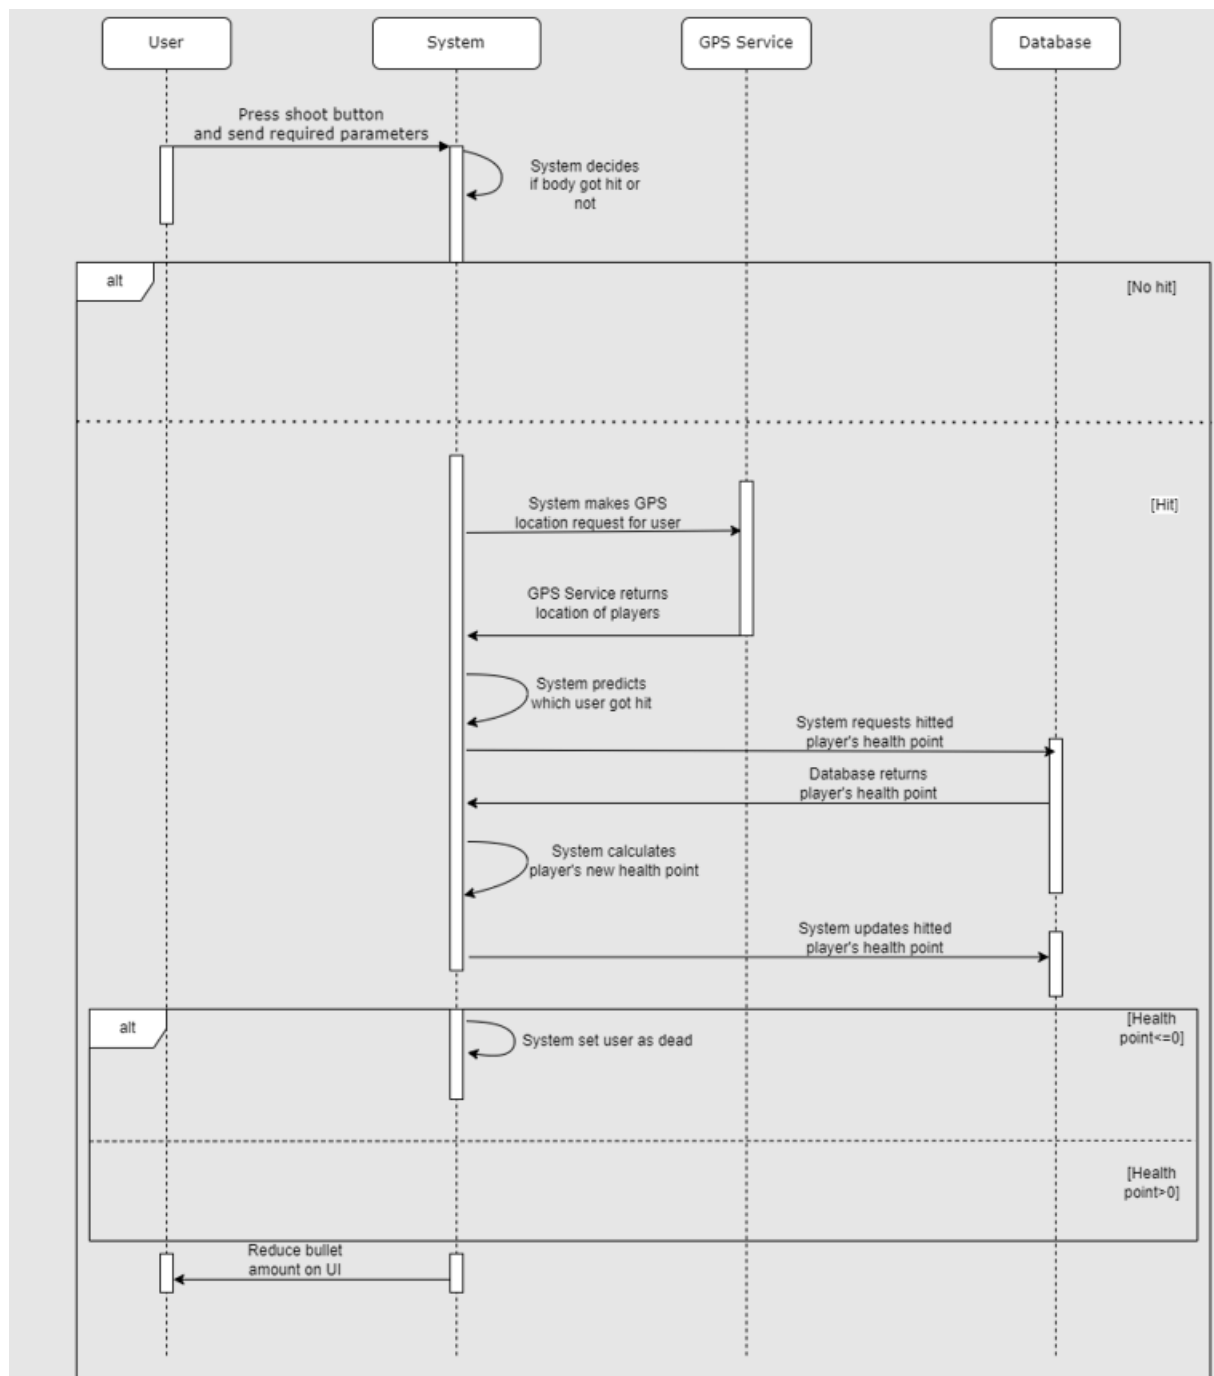 User
System
GPS Service
Database
Press shoot button
and send required parameters
System decides
if body got hit or
not
alt
[No hit]
[Hit]
System makes GPS
location request for user
GPS Service returns
location of players
System predicts
which user got hit
System requests hitted
player's health point
Database returns
player's health point
System calculates
player's new health point
System updates hitted
player's health point
alt
[Health
point<=0]
System set user as dead
[Health
point>0]
Reduce bullet
amount on UI